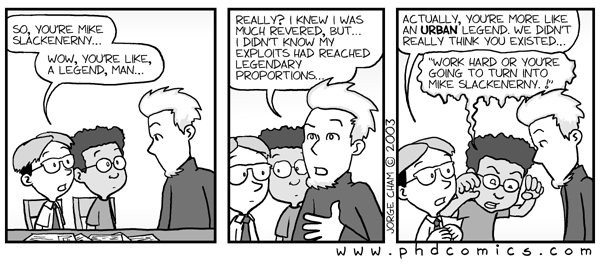 SO, YOU'RE MIKE
SLACKENERNY...
WOW, YOU'RE LIKE,
A LEGEND, MAN...
REALLY? I KNEW I WAS
MUCH REVERED, BUT...
I DIDN'T KNOW MY
EXPLOITS HAD REACHED
LEGENDARY
PROPORTIONS...
ACTUALLY, YOU'RE MORE LIKE
AN URBAN LEGEND. WE DIDN'T
REALLY THINK YOU EXISTED...
"WORK HARD OR YOU'RE
GOING TO TURN INTO
MIKE SLACKENERNY..!"
JORGE CHAM © 2003
www.phdcomics.com